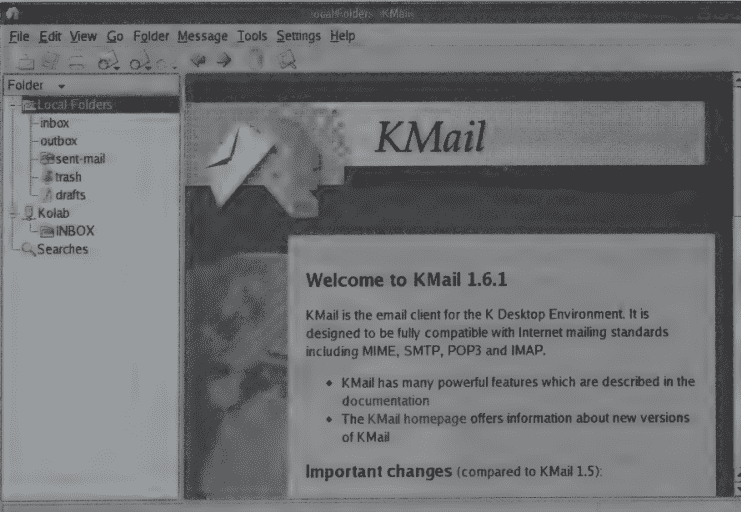 LocalFolders - KMail
File Edit View Go Folder Message Tools Settings Help
Folder
Local Folders
inbox
outbox
sent-mail
trash
drafts
Kolab
INBOX
Searches
KMail
Welcome to KMail 1.6.1
KMail is the email client for the K Desktop Environment. It is
designed to be fully compatible with Internet mailing standards
including MIME, SMTP, POP3 and IMAP.
• KMail has many powerful features which are described in the
documentation
• The KMail homepage offers information about new versions
of KMail
Important changes (compared to KMail 1.5):